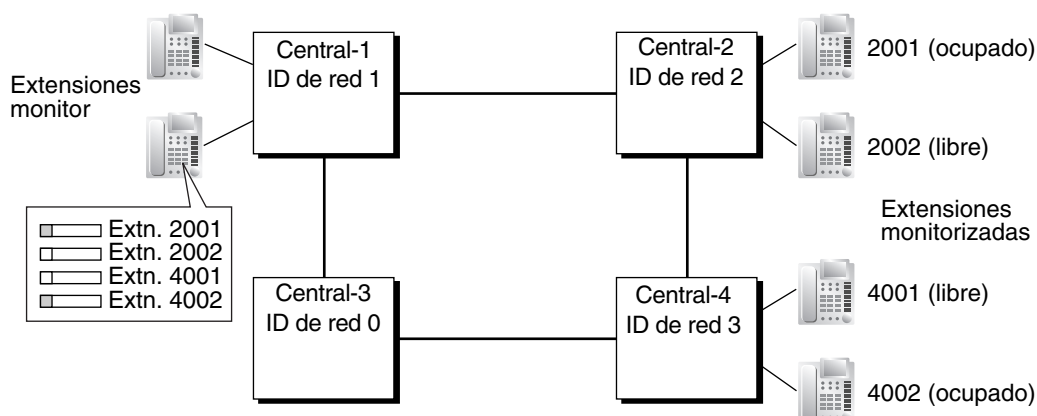 Extensiones
monitor
Central-1
ID de red 1
Central-2
ID de red 2
2001 (ocupado)
2002 (libre)
Extn. 2001
Extn. 2002
Extn. 4001
Extn. 4002
Extensiones
monitorizadas
Central-3
ID de red 0
Central-4
ID de red 3
4001 (libre)
4002 (ocupado)